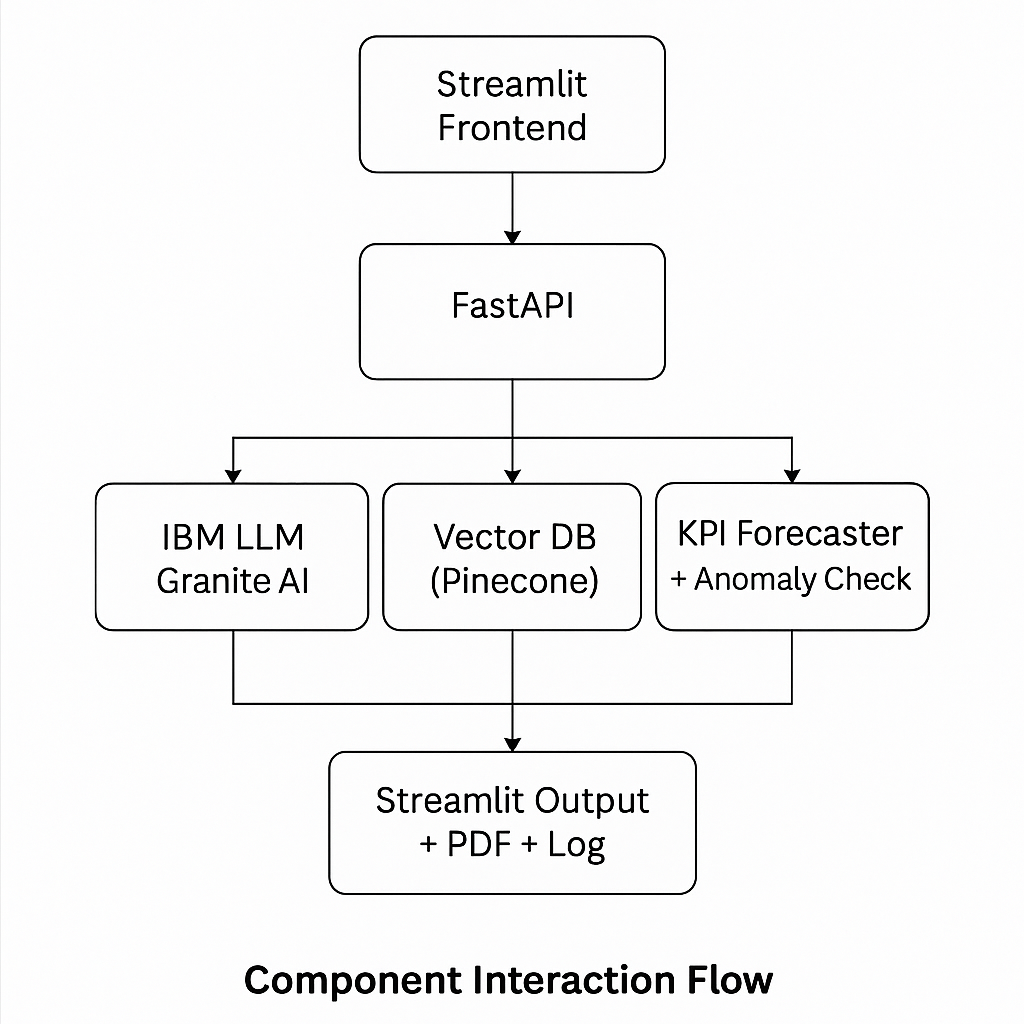 Streamlit
Frontend
FastAPI
IBM LLM
Granite AI
Vector DB
(Pinecone)
KPI Forecaster
+ Anomaly Check
Streamlit Output
+ PDF + Log
Component Interaction Flow